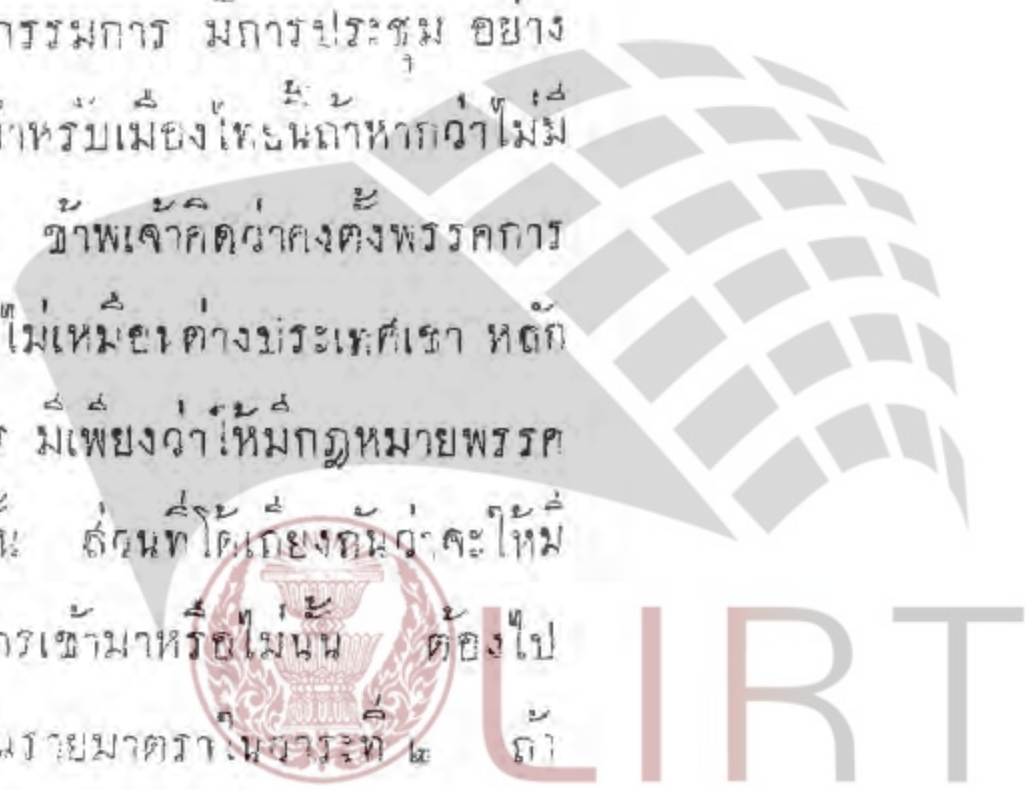 กรรมการ มีการประชุม อย่าง
สำหรับเมืองไทยนี้ถ้าหากว่าไม่มี
ข้าพเจ้าคิดว่าคงตั้งพรรคการ
ไม่เหมือนต่างประเทศเขา หลัก
มีเพียงว่าให้มีกฎหมายพรรค
ส่วนที่ได้เถียงกันว่าจะให้มี
การเข้ามาหรือไม่นั้น ต้องไป
รายมาตราในวาระที่ ๒ ถ้า
LIRT